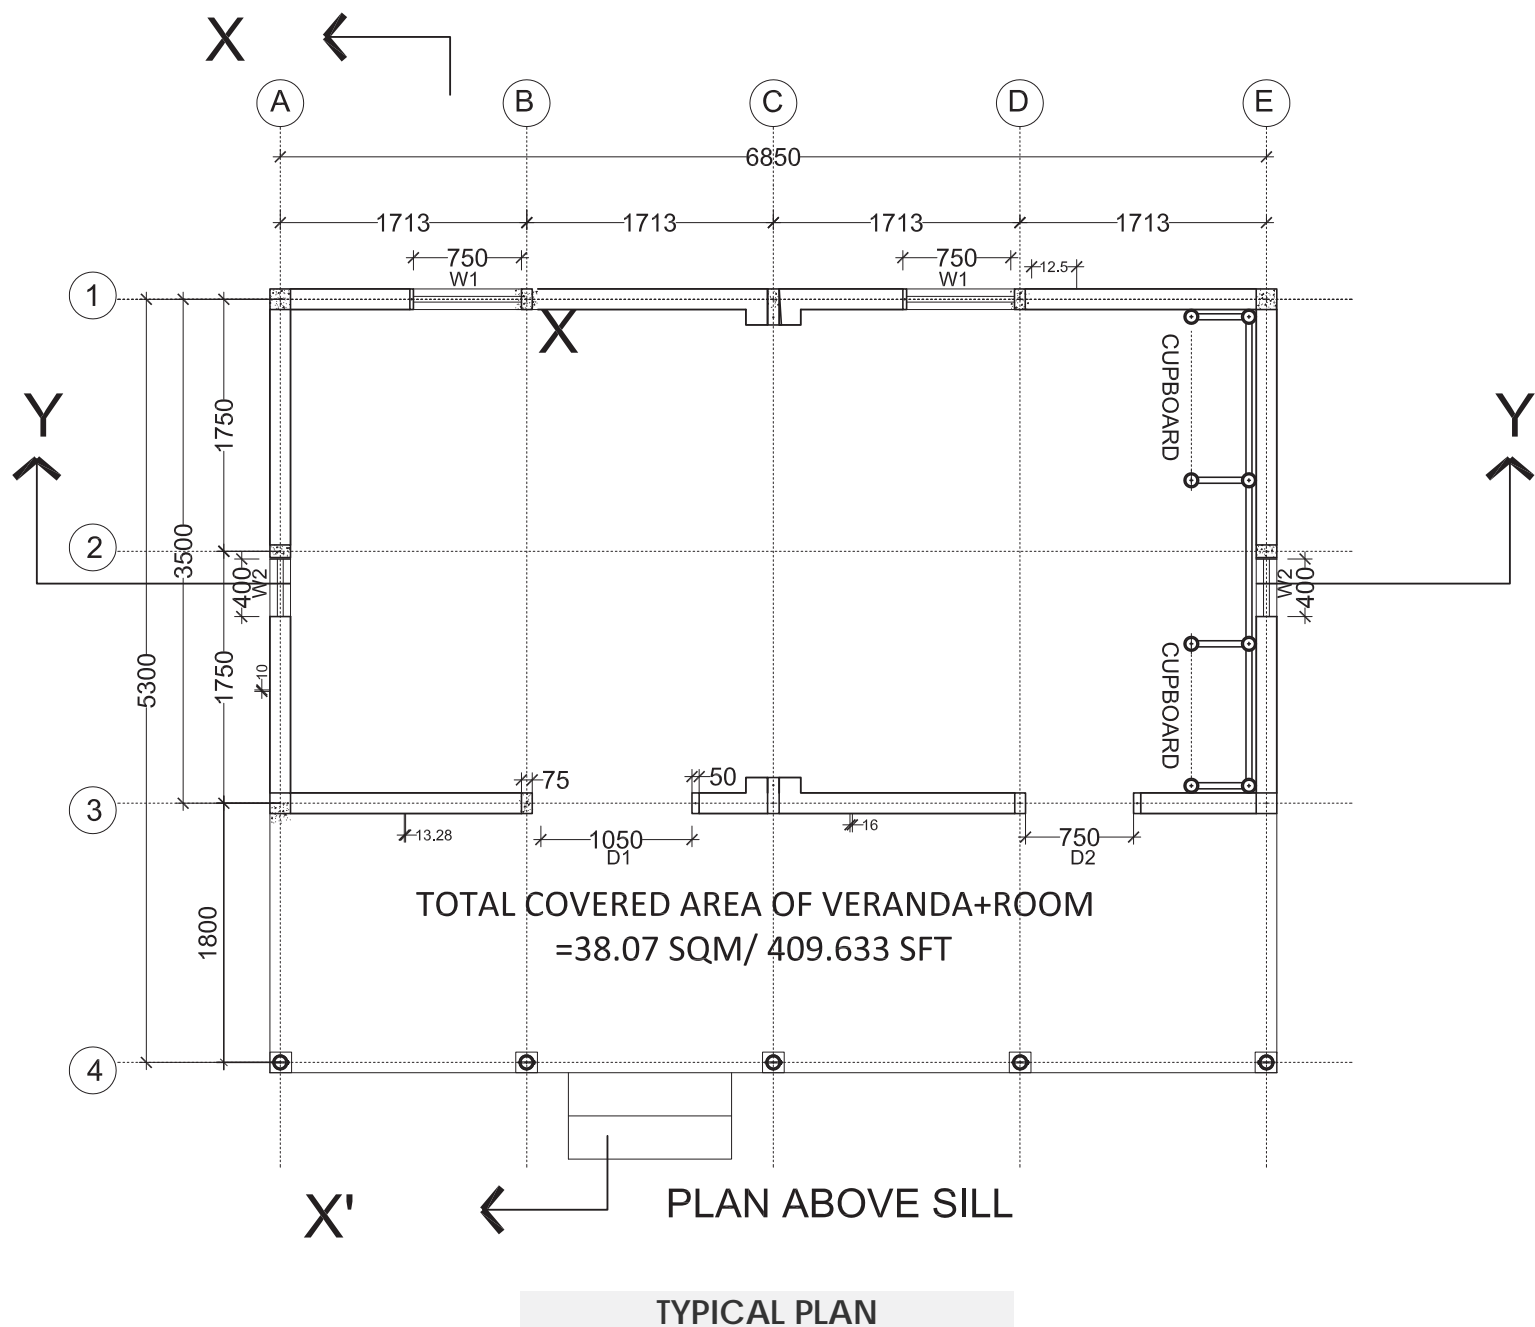 X
A B C D E
6850
1713 1713 1713 1713
750 750
W1 W1 12.5
1
X
CUPBOARD
Y Y
1750
2
3500
400 W2
W2 400
5300
1750
10
CUPBOARD
75 50
3
13.28 1050 16 750
D1 D2
TOTAL COVERED AREA OF VERANDA+ROOM
=38.07 SQM/ 409.633 SFT
1800
4
X'
PLAN ABOVE SILL
TYPICAL PLAN